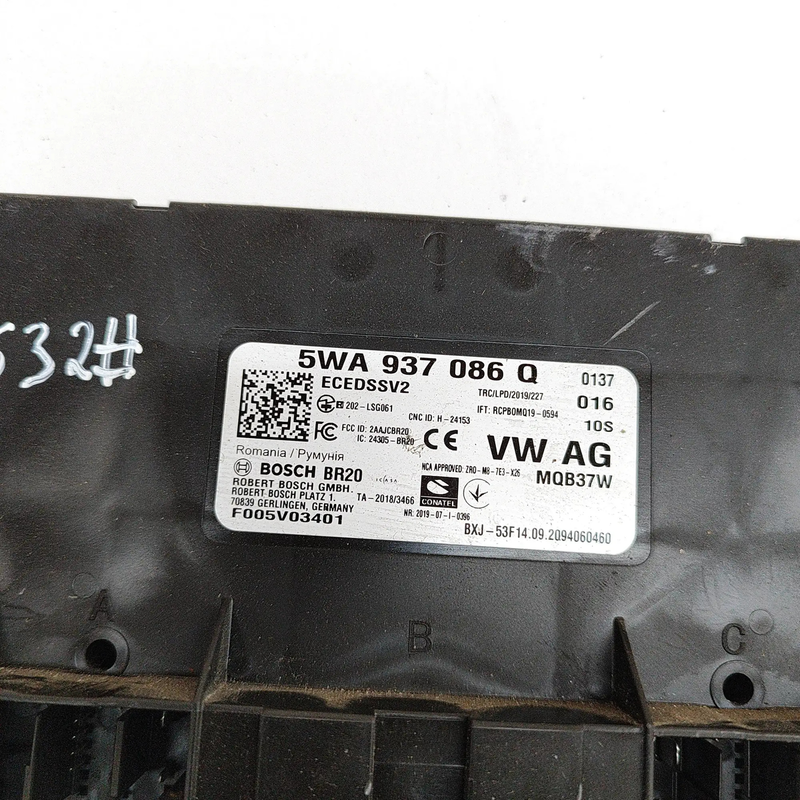 532#
5WA 937 086 Q
0137
ECEDSSV2
TRC/LPD/2019/227
016
202-LSG061
IFT: RCPBOMQ19-0594
CNC ID: H-24153
10S
FC
FCC ID: 2AAJCBR20
IC: 24305-BR20
CE
VW AG
Romania / Румунія
NCA APPROVED: ZRO-M8-7E3-X26
MQB37W
BOSCH BR20
ICASA
ROBERT BOSCH GMBH
ROBERT BOSCH PLATZ 1.
TA-2018/3466
CONATEL
70839 GERLINGEN, GERMANY
NR: 2019-07-I-0396
F005V03401
BXJ-53F14.09.2094060460
A
B
C